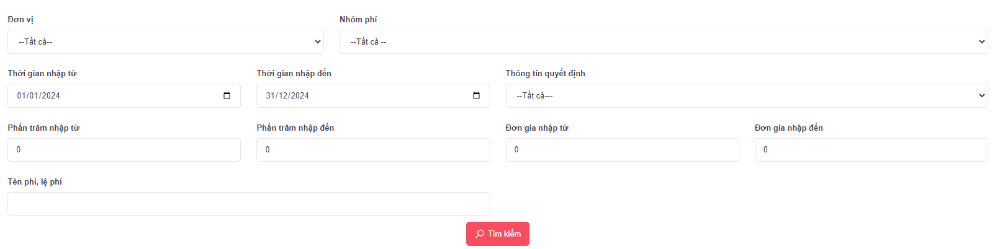 Đơn vị
Nhóm phí
--Tất cả--
--Tất cả --
Thời gian nhập từ
Thời gian nhập đến
Thông tin quyết định
01/01/2024
31/12/2024
--Tất cả---
Phần trăm nhập từ
Phần trăm nhập đến
Đơn gia nhập từ
Đơn gia nhập đến
0
0
0
0
Tên phí, lệ phí
Tìm kiếm